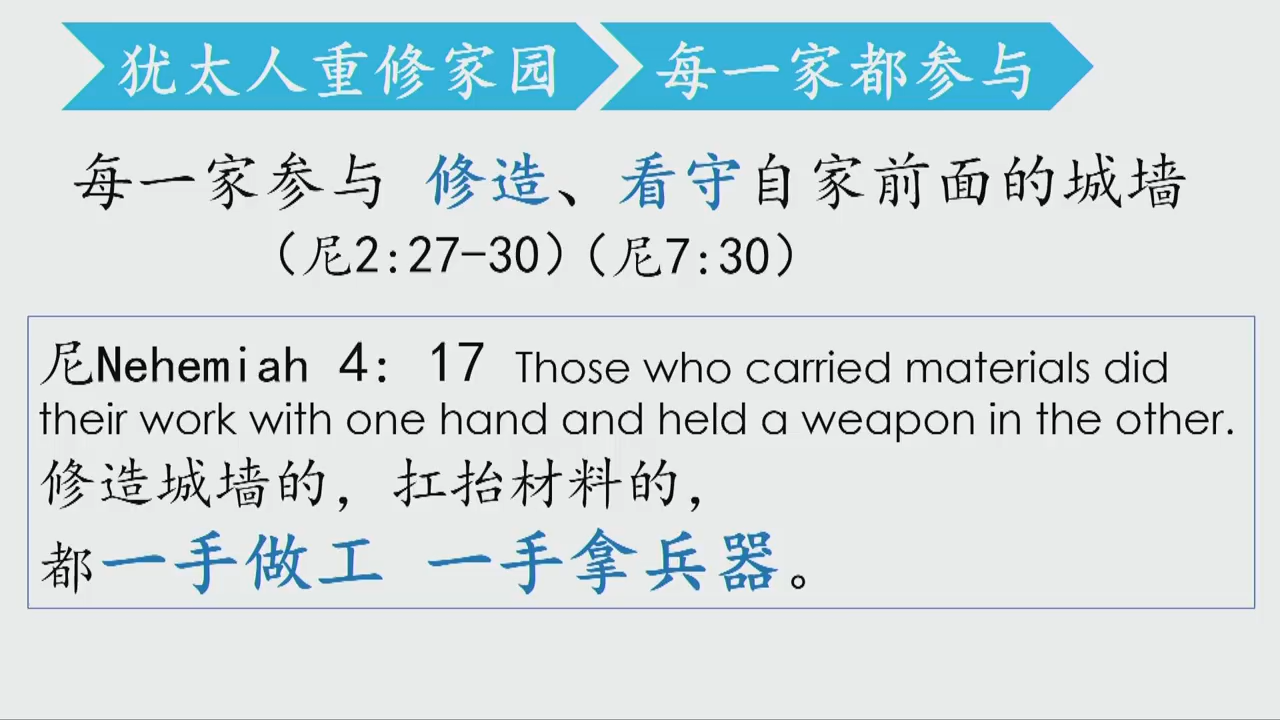 犹太人重修家园 每一家都参与
每一家参与 修造、看守自家前面的城墙
（尼2:27-30）（尼7:30）
尼Nehemiah 4: 17 Those who carried materials did
their work with one hand and held a weapon in the other.
修造城墙的，扛抬材料的，
都一手做工 一手拿兵器。